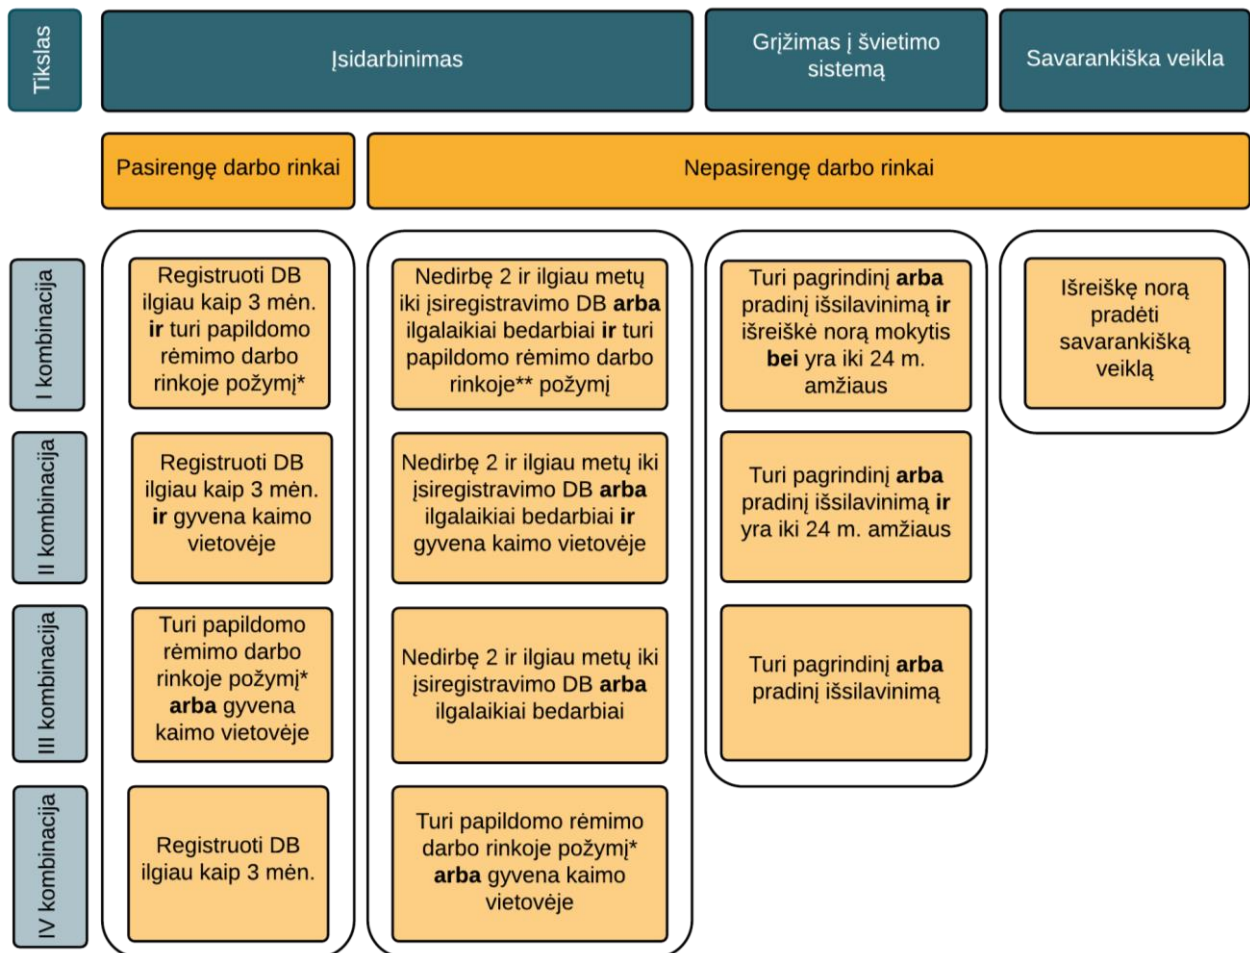 Tikslas
Įsidarbinimas
Grįžimas į švietimo
sistemą
Savarankiška veikla
Pasirengę darbo rinkai
Nepasirengę darbo rinkai
I kombinacija
Registruoti DB
ilgiau kaip 3 mėn.
ir turi papildomo
rėmimo darbo
rinkoje požymį*
Nedirbę 2 ir ilgiau metų
iki įsiregistravimo DB arba
ilgalaikiai bedarbiai ir turi
papildomo rėmimo darbo
rinkoje** požymį
Turi pagrindinį arba
pradinį išsilavinimą ir
išreiškė norą mokytis
bei yra iki 24 m.
amžiaus
Išreiškę norą
pradėti
savarankišką
veiklą
II kombinacija
Registruoti DB
ilgiau kaip 3 mėn.
ir gyvena kaimo
vietovėje
Nedirbę 2 ir ilgiau metų iki
įsiregistravimo DB arba
ilgalaikiai bedarbiai ir
gyvena kaimo vietovėje
Turi pagrindinį arba
pradinį išsilavinimą ir
yra iki 24 m. amžiaus
III kombinacija
Turi papildomo
rėmimo darbo
rinkoje požymį*
arba gyvena
kaimo vietovėje
Nedirbę 2 ir ilgiau metų iki
įsiregistravimo DB arba
ilgalaikiai bedarbiai
Turi pagrindinį arba
pradinį išsilavinimą
IV kombinacija
Registruoti DB
ilgiau kaip 3 mėn.
Turi papildomo rėmimo
darbo rinkoje požymį*
arba gyvena kaimo
vietovėje